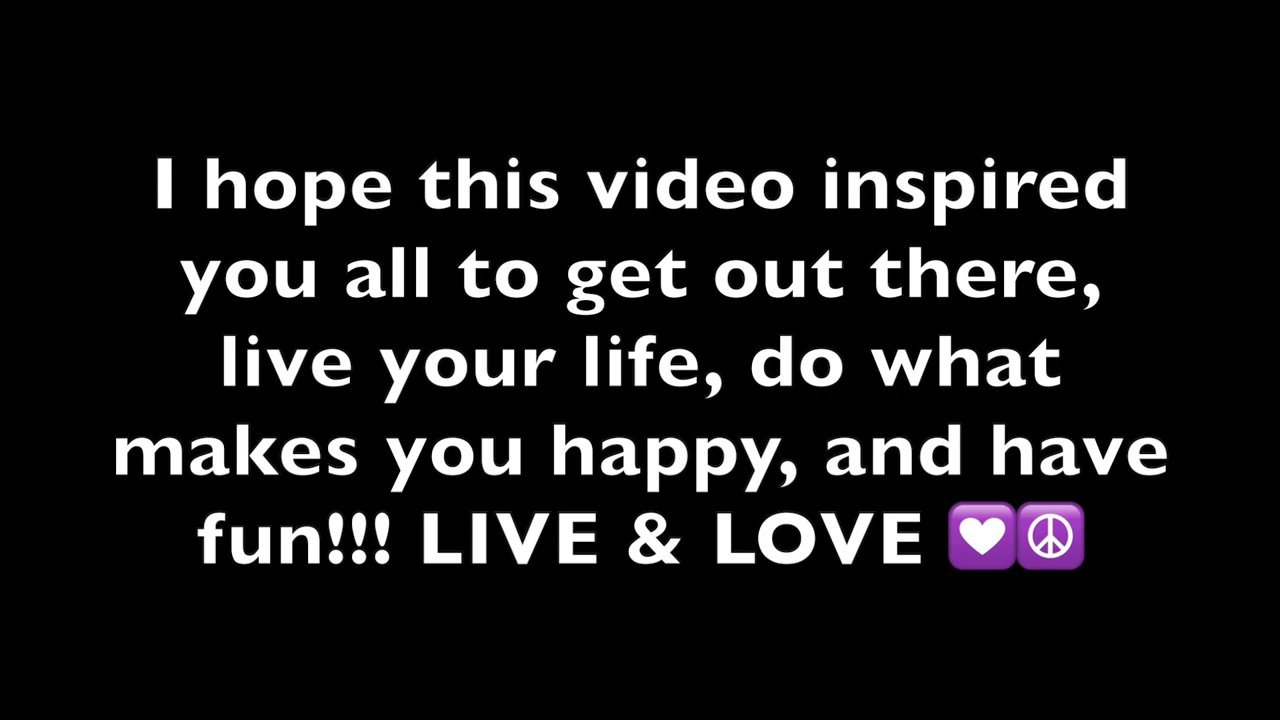 I hope this video inspired
you all to get out there,
live your life, do what
makes you happy, and have
fun!!! LIVE & LOVE 💟☮️